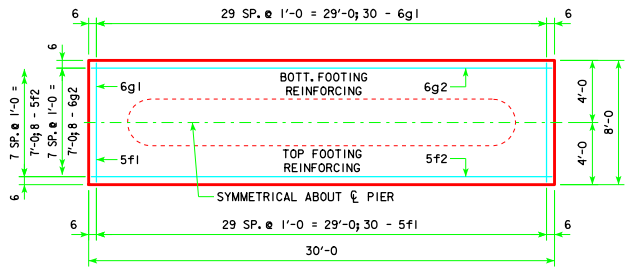 6
29 SP. @ 1'-0 = 29'-0; 30 - 6g1
6
6
BOTT. FOOTING
REINFORCING
6g1
6g2
7 SP. @ 1'-0 =
7'-0; 8 - 5f2
7 SP. @ 1'-0 =
7'-0; 8 - 6g2
4'-0
4'-0
8'-0
TOP FOOTING
REINFORCING
5f1
5f2
6
SYMMETRICAL ABOUT ℄ PIER
6
29 SP. @ 1'-0 = 29'-0; 30 - 5f1
6
30'-0